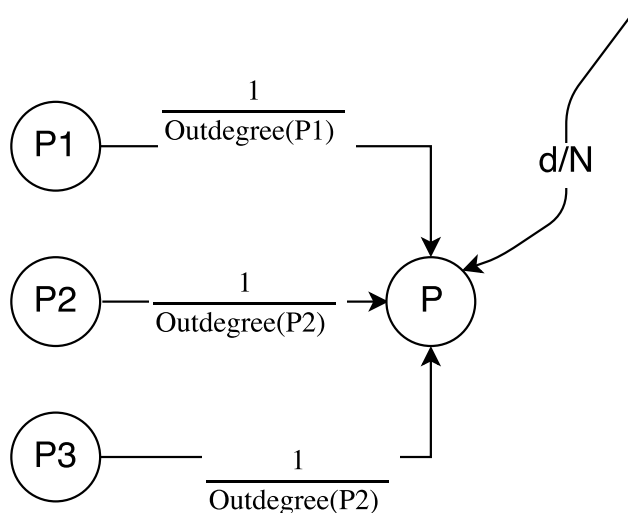 1
P1
Outdegree(P1)
d/N
1
P2
P
Outdegree(P2)
1
P3
Outdegree(P2)